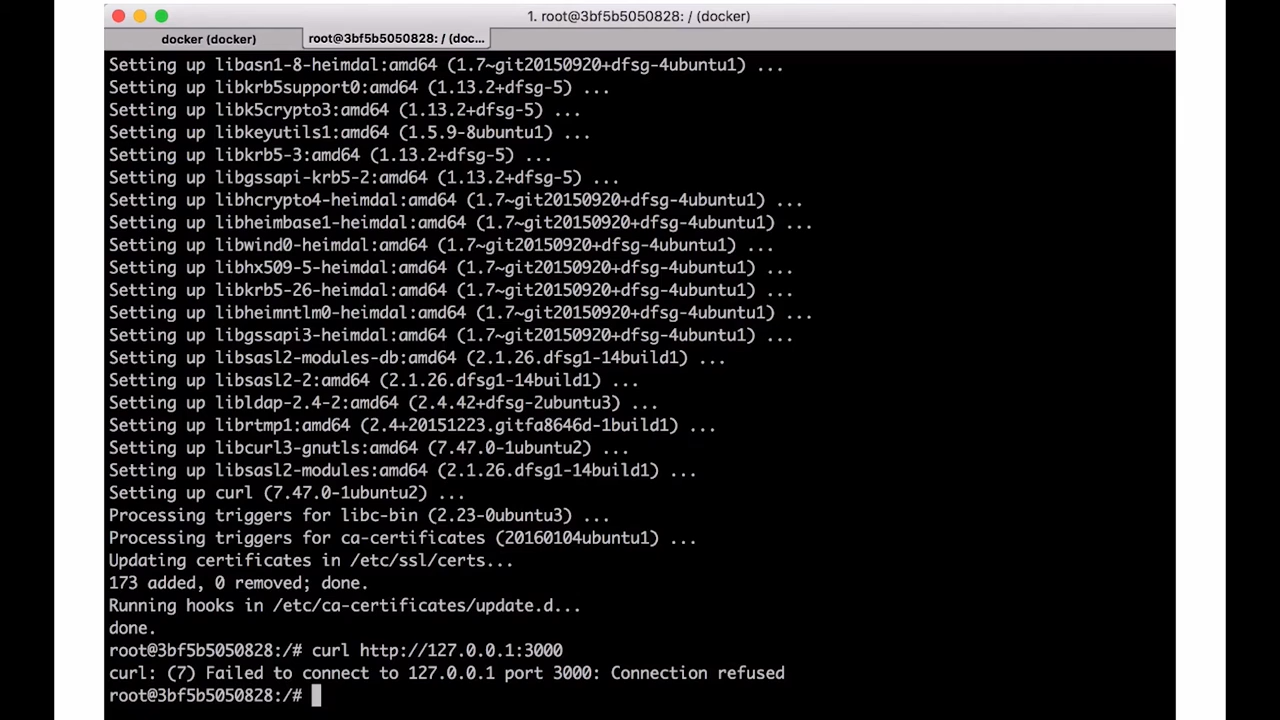 1. root@3bf5b5050828: / (docker)
docker (docker)
root@3bf5b5050828: / (doc...
Setting up libasn1-8-heimdal:amd64 (1.7~git20150920+dfsg-4ubuntu1) ...
Setting up libkrb5support0:amd64 (1.13.2+dfsg-5) ...
Setting up libk5crypto3:amd64 (1.13.2+dfsg-5) ...
Setting up libkeyutils1:amd64 (1.5.9-8ubuntu1) ...
Setting up libkrb5-3:amd64 (1.13.2+dfsg-5) ...
Setting up libgssapi-krb5-2:amd64 (1.13.2+dfsg-5) ...
Setting up libhcrypto4-heimdal:amd64 (1.7~git20150920+dfsg-4ubuntu1) ...
Setting up libheimbase1-heimdal:amd64 (1.7~git20150920+dfsg-4ubuntu1) ...
Setting up libwind0-heimdal:amd64 (1.7~git20150920+dfsg-4ubuntu1) ...
Setting up libhx509-5-heimdal:amd64 (1.7~git20150920+dfsg-4ubuntu1) ...
Setting up libkrb5-26-heimdal:amd64 (1.7~git20150920+dfsg-4ubuntu1) ...
Setting up libheimntlm0-heimdal:amd64 (1.7~git20150920+dfsg-4ubuntu1) ...
Setting up libgssapi3-heimdal:amd64 (1.7~git20150920+dfsg-4ubuntu1) ...
Setting up libsasl2-modules-db:amd64 (2.1.26.dfsg1-14build1) ...
Setting up libsasl2-2:amd64 (2.1.26.dfsg1-14build1) ...
Setting up libldap-2.4-2:amd64 (2.4.42+dfsg-2ubuntu3) ...
Setting up librtmp1:amd64 (2.4+20151223.gitfa8646d-1build1) ...
Setting up libcurl3-gnutls:amd64 (7.47.0-1ubuntu2) ...
Setting up libsasl2-modules:amd64 (2.1.26.dfsg1-14build1) ...
Setting up curl (7.47.0-1ubuntu2) ...
Processing triggers for libc-bin (2.23-0ubuntu3) ...
Processing triggers for ca-certificates (20160104ubuntu1) ...
Updating certificates in /etc/ssl/certs...
173 added, 0 removed; done.
Running hooks in /etc/ca-certificates/update.d...
done.
root@3bf5b5050828:/# curl http://127.0.0.1:3000
curl: (7) Failed to connect to 127.0.0.1 port 3000: Connection refused
root@3bf5b5050828:/#